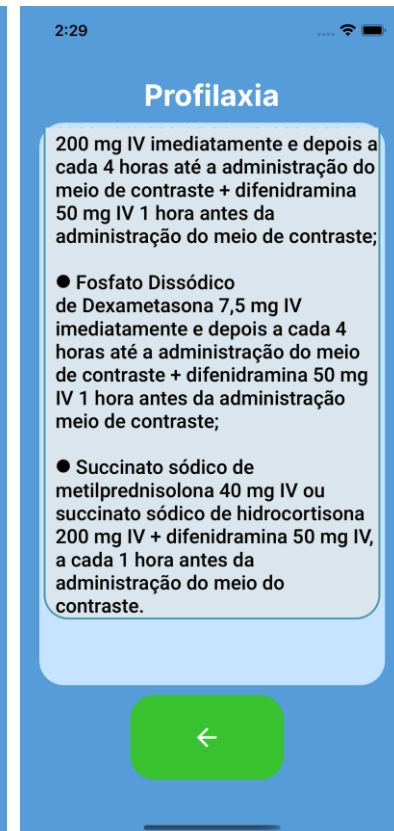 2:29
Profilaxia
200 mg IV imediatamente e depois a
cada 4 horas até a administração do
meio de contraste + difenidramina
50 mg IV 1 hora antes da
administração do meio de contraste;
● Fosfato Dissódico
de Dexametasona 7,5 mg IV
imediatamente e depois a cada 4
horas até a administração do meio
de contraste + difenidramina 50 mg
IV 1 hora antes da administração
meio de contraste;
● Succinato sódico de
metilprednisolona 40 mg IV ou
succinato sódico de hidrocortisona
200 mg IV + difenidramina 50 mg IV,
a cada 1 hora antes da
administração do meio do
contraste.